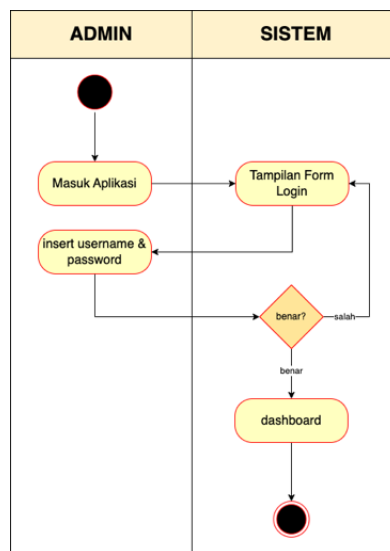 ADMIN
SISTEM
Masuk Aplikasi
Tampilan Form
Login
insert username &
password
benar?
salah
benar
dashboard